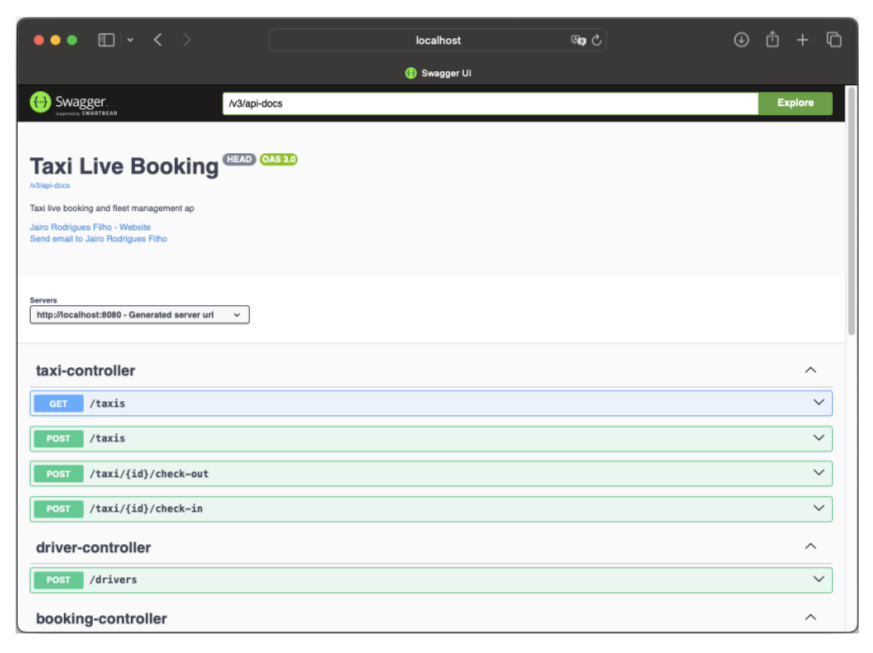 localhost
Swagger UI
Swagger.
Supported by SMARTBEAR
/v3/api-docs
Explore
Taxi Live Booking HEAD OAS 3.0
/v3/api-docs
Taxi live booking and fleet management ap
Jairo Rodrigues Filho - Website
Send email to Jairo Rodrigues Filho
Servers
http://localhost:8080 - Generated server url
taxi-controller
GET /taxis
POST /taxis
POST /taxi/{id}/check-out
POST /taxi/{id}/check-in
driver-controller
POST /drivers
booking-controller